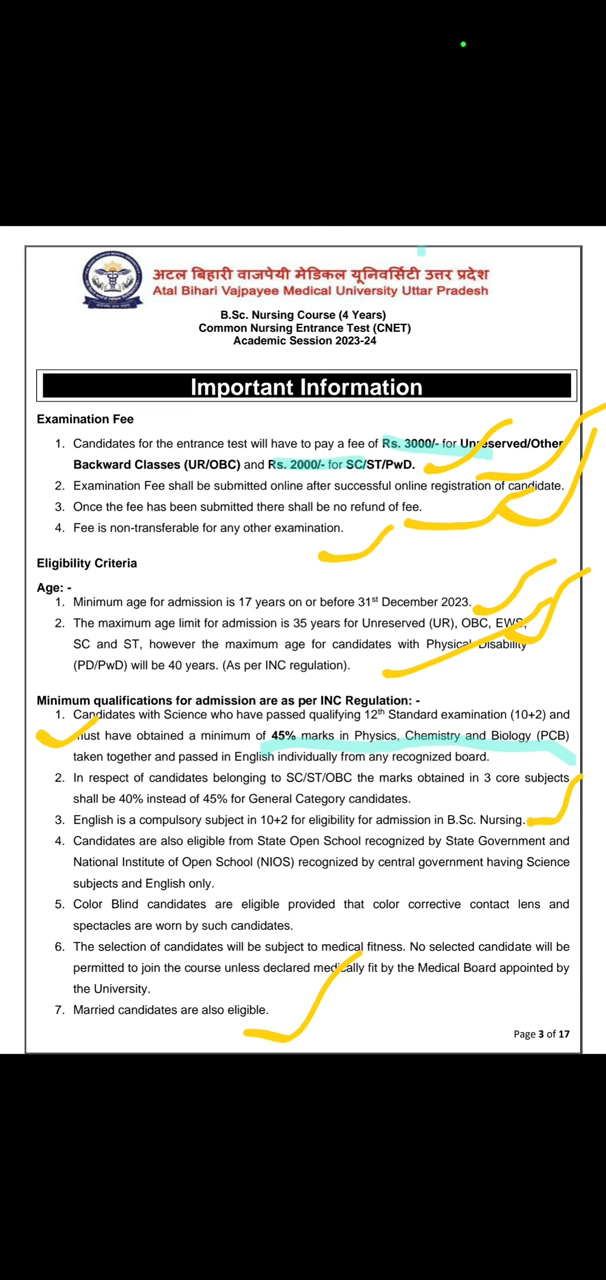 अटल बिहारी वाजपेयी मेडिकल यूनिवर्सिटी उत्तर प्रदेश
Atal Bihari Vajpayee Medical University Uttar Pradesh
B.Sc. Nursing Course (4 Years)
Common Nursing Entrance Test (CNET)
Academic Session 2023-24
Important Information
Examination Fee
1. Candidates for the entrance test will have to pay a fee of Rs. 3000/- for Unreserved/Other
Backward Classes (UR/OBC) and Rs. 2000/- for SC/ST/PwD.
2. Examination Fee shall be submitted online after successful online registration of candidate.
3. Once the fee has been submitted there shall be no refund of fee.
4. Fee is non-transferable for any other examination.
Eligibility Criteria
Age: -
1. Minimum age for admission is 17 years on or before 31st December 2023.
2. The maximum age limit for admission is 35 years for Unreserved (UR), OBC, EWS,
SC and ST, however the maximum age for candidates with Physical Disability
(PD/PwD) will be 40 years. (As per INC regulation).
Minimum qualifications for admission are as per INC Regulation: -
1. Candidates with Science who have passed qualifying 12th Standard examination (10+2) and
must have obtained a minimum of 45% marks in Physics, Chemistry and Biology (PCB)
taken together and passed in English individually from any recognized board.
2. In respect of candidates belonging to SC/ST/OBC the marks obtained in 3 core subjects
shall be 40% instead of 45% for General Category candidates.
3. English is a compulsory subject in 10+2 for eligibility for admission in B.Sc. Nursing.
4. Candidates are also eligible from State Open School recognized by State Government and
National Institute of Open School (NIOS) recognized by central government having Science
subjects and English only.
5. Color Blind candidates are eligible provided that color corrective contact lens and
spectacles are worn by such candidates.
6. The selection of candidates will be subject to medical fitness. No selected candidate will be
permitted to join the course unless declared medically fit by the Medical Board appointed by
the University.
7. Married candidates are also eligible.
Page 3 of 17